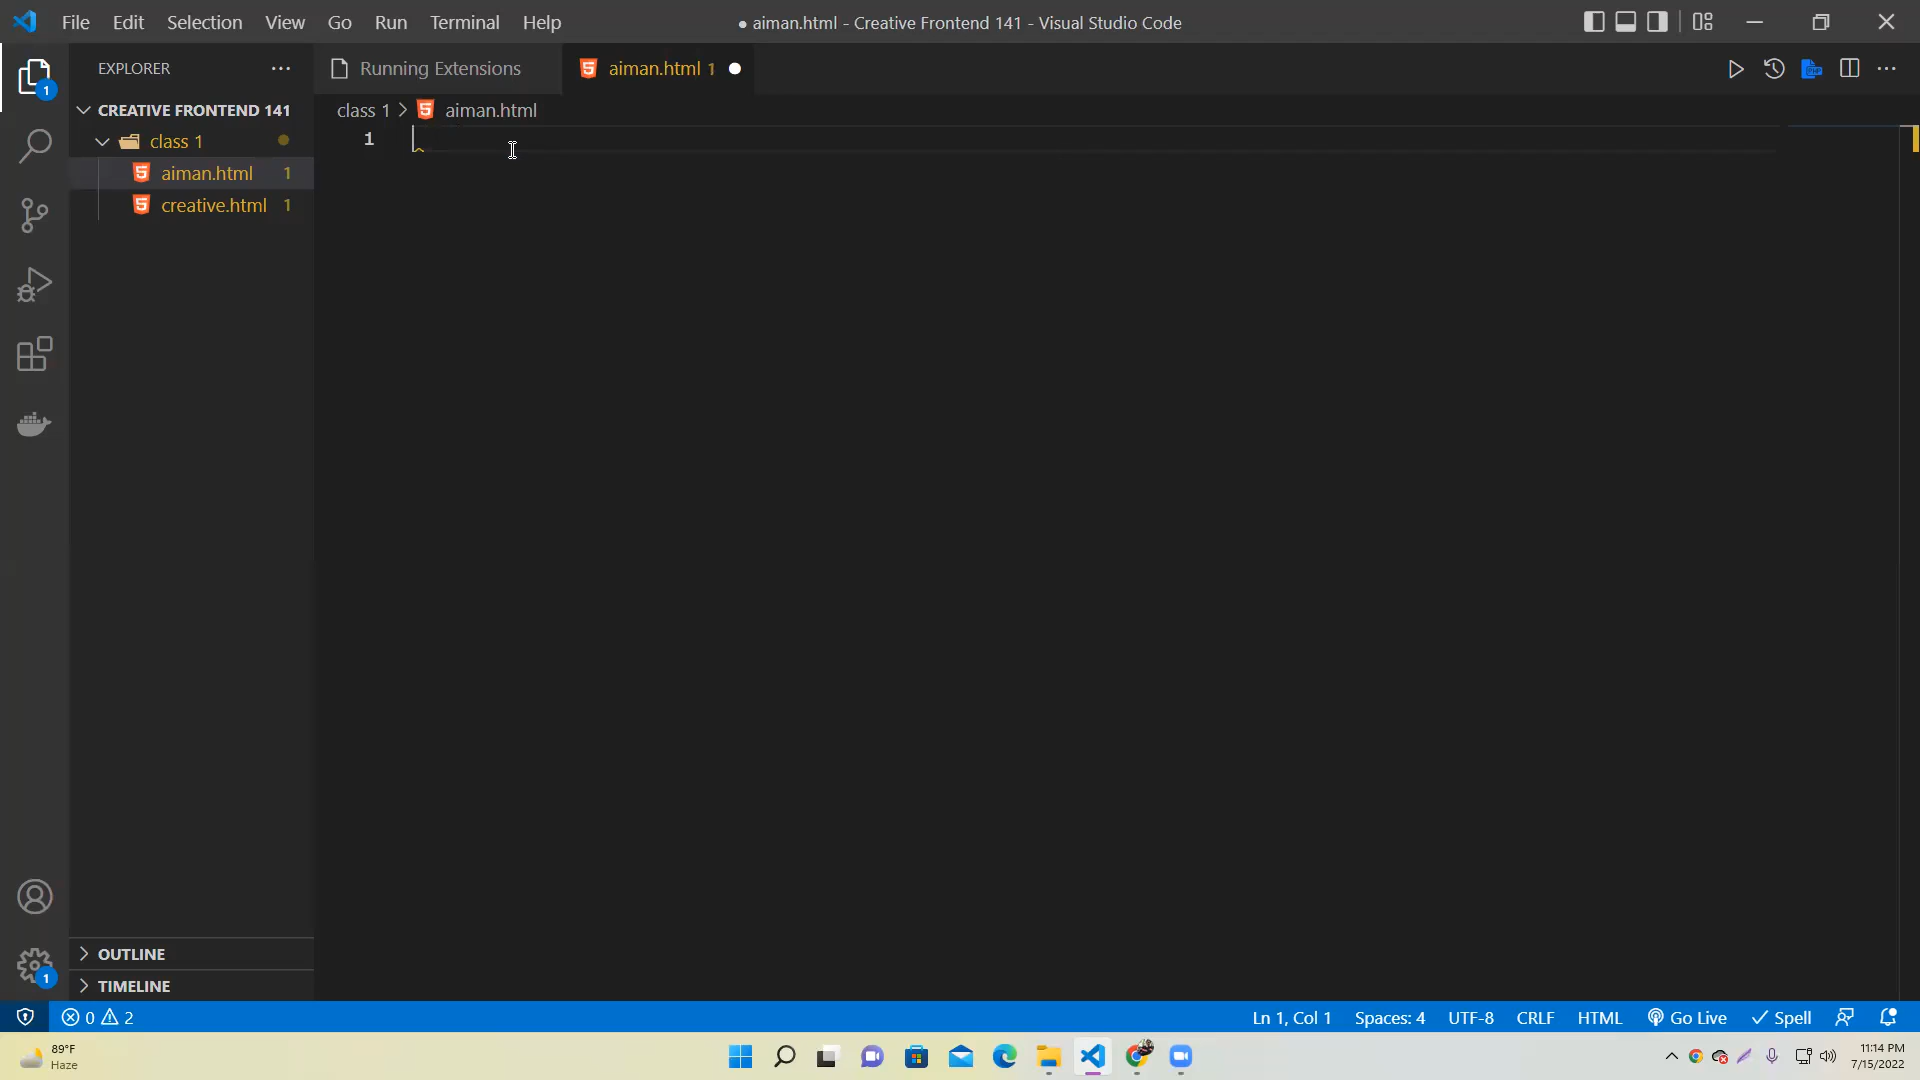 File Edit Selection View Go Run Terminal Help
● aiman.html - Creative Frontend 141 - Visual Studio Code
EXPLORER
Running Extensions
aiman.html 1
CREATIVE FRONTEND 141
class 1 > aiman.html
class 1
aiman.html 1
creative.html 1
1
1
OUTLINE
TIMELINE
1
0 2
Ln 1, Col 1 Spaces: 4 UTF-8 CRLF HTML Go Live Spell
89°F
Haze
11:14 PM
7/15/2022